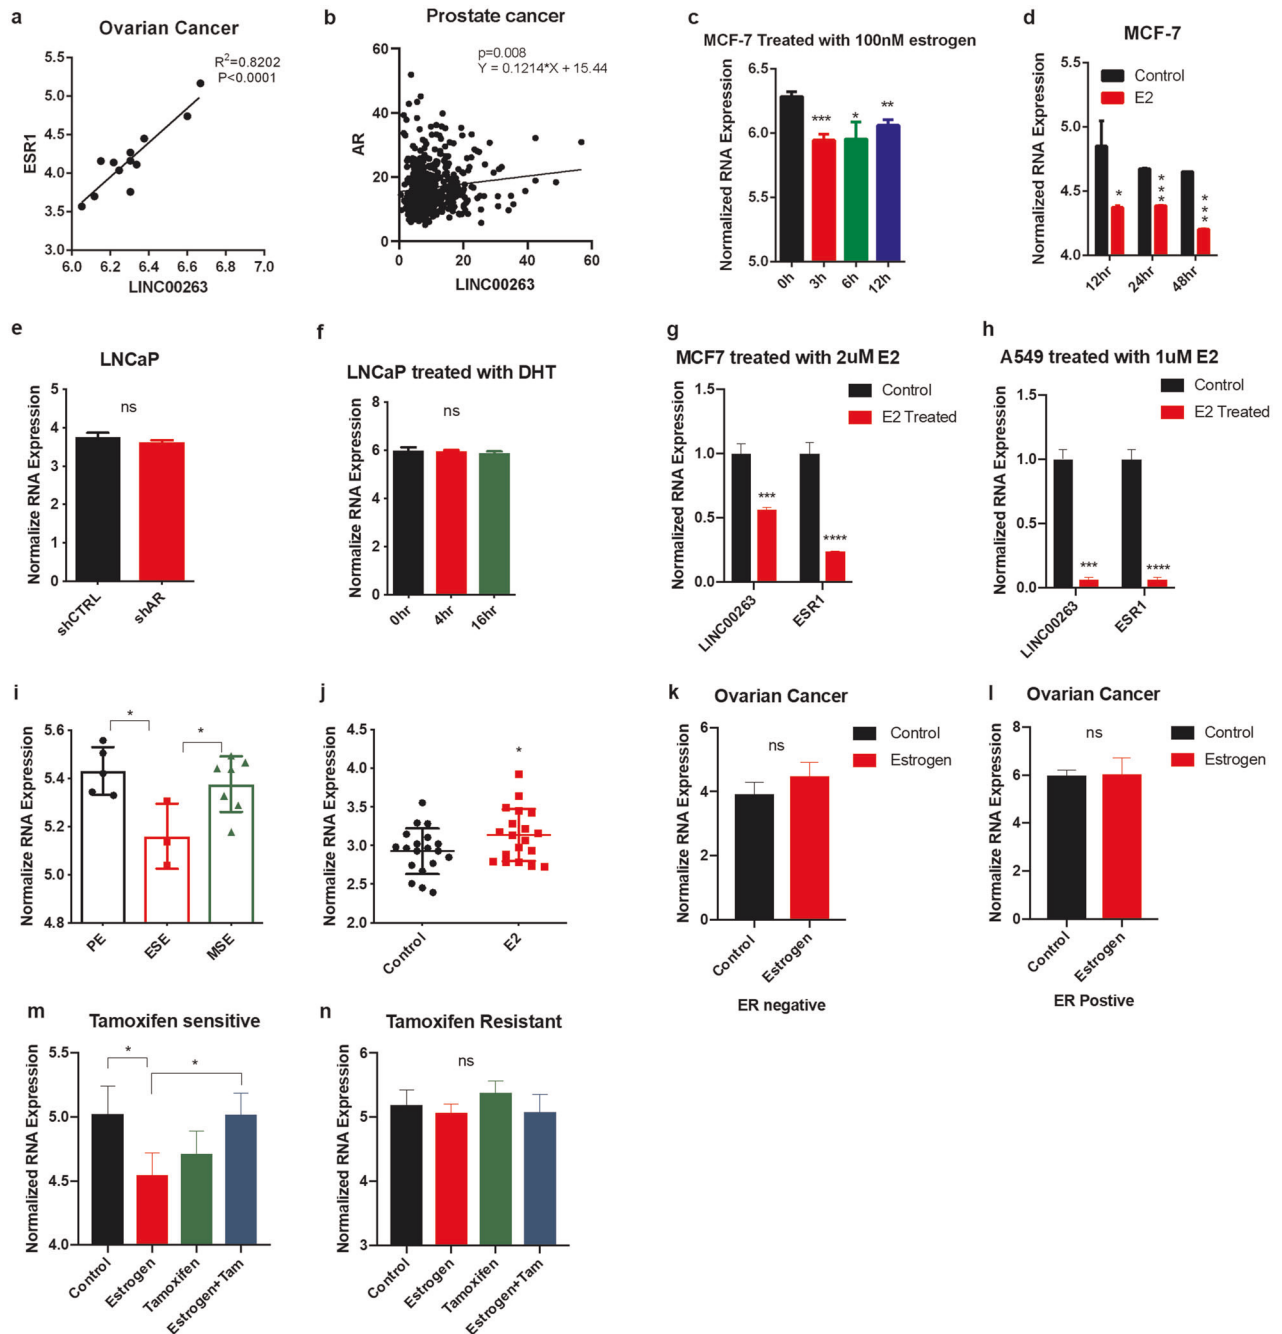 a
Ovarian Cancer
R²=0.8202
P<0.0001
ESR1
5.5
5.0
4.5
4.0
3.5
3.0
6.0 6.2 6.4 6.6 6.8 7.0
LINC00263
b
Prostate cancer
p=0.008
Y = 0.1214*X + 15.44
AR
60
40
20
0
0 20 40 60
LINC00263
c
MCF-7 Treated with 100nM estrogen
Normalized RNA Expression
6.5
6.0
5.5
5.0
*** * **
0h 3h 6h 12h
d
MCF-7
Control
E2
Normalized RNA Expression
5.5
5.0
4.5
4.0
* *** ***
12hr 24hr 48hr
e
LNCaP
ns
Normalize RNA Expression
5
4
3
2
1
0
shCTRL shAR
f
LNCaP treated with DHT
ns
Normalize RNA Expression
8
6
4
2
0
0hr 4hr 16hr
g
MCF7 treated with 2uM E2
Control
E2 Treated
Normalized RNA Expression
1.5
1.0
0.5
0.0
*** ****
LINC00263 ESR1
h
A549 treated with 1uM E2
Control
E2 Treated
Normalized RNA Expression
1.5
1.0
0.5
0.0
*** ****
LINC00263 ESR1
i
Normalize RNA Expression
5.6
5.4
5.2
5.0
4.8
* *
PE ESE MSE
j
Normalize RNA Expression
4.5
4.0
3.5
3.0
2.5
2.0
*
Control E2
k
Ovarian Cancer
Control
Estrogen
ns
Normalize RNA Expression
6
4
2
0
Control Estrogen
ER negative
l
Ovarian Cancer
Control
Estrogen
ns
Normalize RNA Expression
8
6
4
2
0
Control Estrogen
ER Postive
m
Tamoxifen sensitive
Normalized RNA Expression
5.5
5.0
4.5
4.0
* *
Control Estrogen Tamoxifen Estrogen+Tam
n
Tamoxifen Resistant
ns
Normalized RNA Expression
6
5
4
3
Control Estrogen Tamoxifen Estrogen+Tam